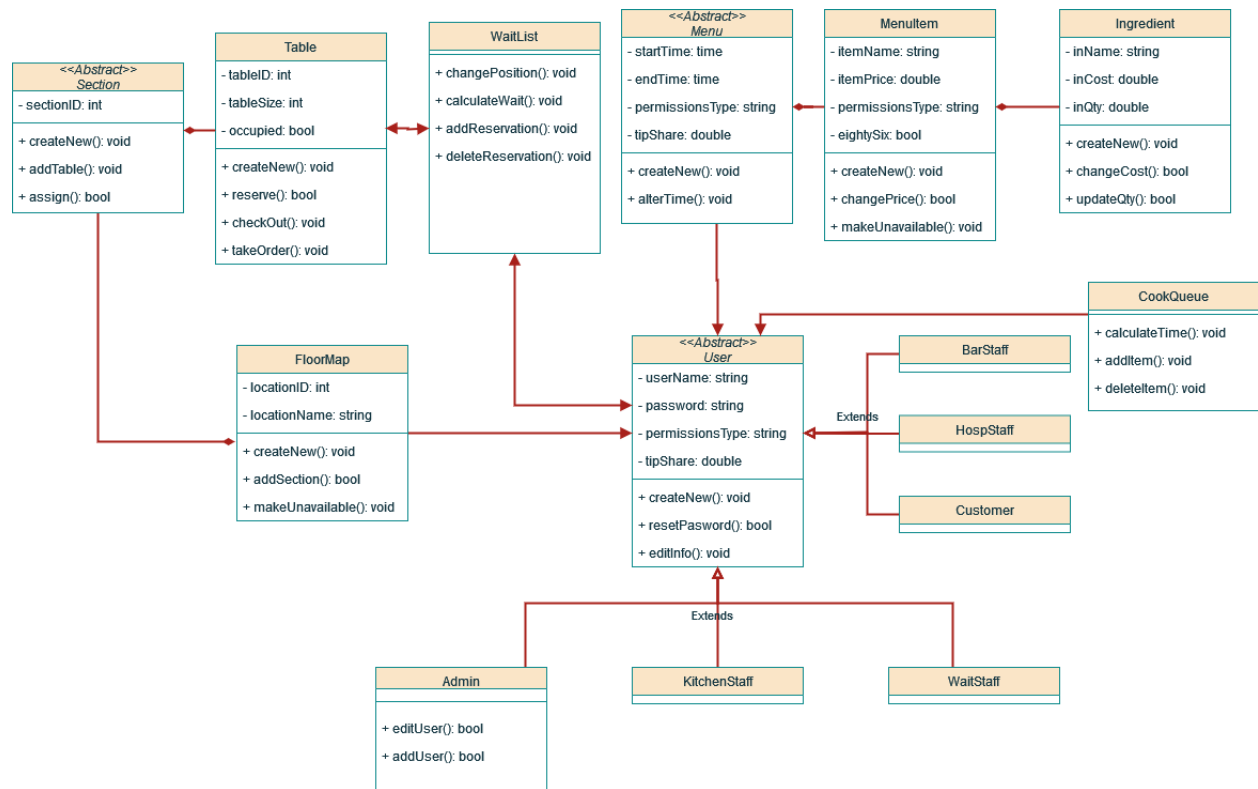 <<Abstract>>
Section
- sectionID: int
+ createNew(): void
+ addTable(): void
+ assign(): bool
Table
- tableID: int
- tableSize: int
- occupied: bool
+ createNew(): void
+ reserve(): bool
+ checkOut(): void
+ takeOrder(): void
WaitList
+ changePosition(): void
+ calculateWait(): void
+ addReservation(): void
+ deleteReservation(): void
<<Abstract>>
Menu
- startTime: time
- endTime: time
- permissionsType: string
- tipShare: double
+ createNew(): void
+ alterTime(): void
MenuItem
- itemName: string
- itemPrice: double
- permissionsType: string
- eightySix: bool
+ createNew(): void
+ changePrice(): bool
+ makeUnavailable(): void
Ingredient
- inName: string
- inCost: double
- inQty: double
+ createNew(): void
+ changeCost(): bool
+ updateQty(): bool
CookQueue
+ calculateTime(): void
+ addItem(): void
+ deleteItem(): void
FloorMap
- locationID: int
- locationName: string
+ createNew(): void
+ addSection(): bool
+ makeUnavailable(): void
<<Abstract>>
User
- userName: string
- password: string
- permissionsType: string
- tipShare: double
+ createNew(): void
+ resetPasword(): bool
+ editInfo(): void
BarStaff
Extends
HospStaff
Customer
Extends
Admin
+ editUser(): bool
+ addUser(): bool
KitchenStaff
WaitStaff